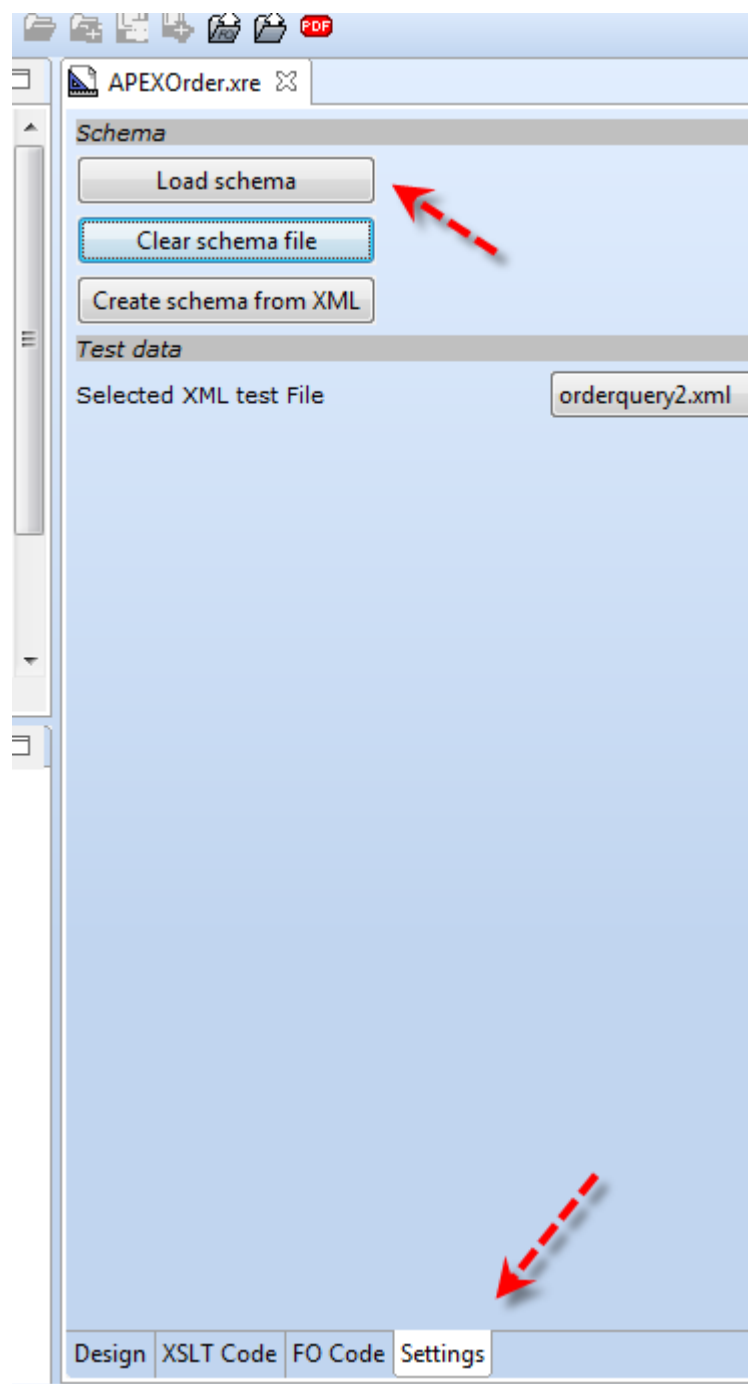 PDF
APEXOrder.xre
Schema
Load schema
Clear schema file
Create schema from XML
Test data
Selected XML test File orderquery2.xml
Design XSLT Code FO Code Settings